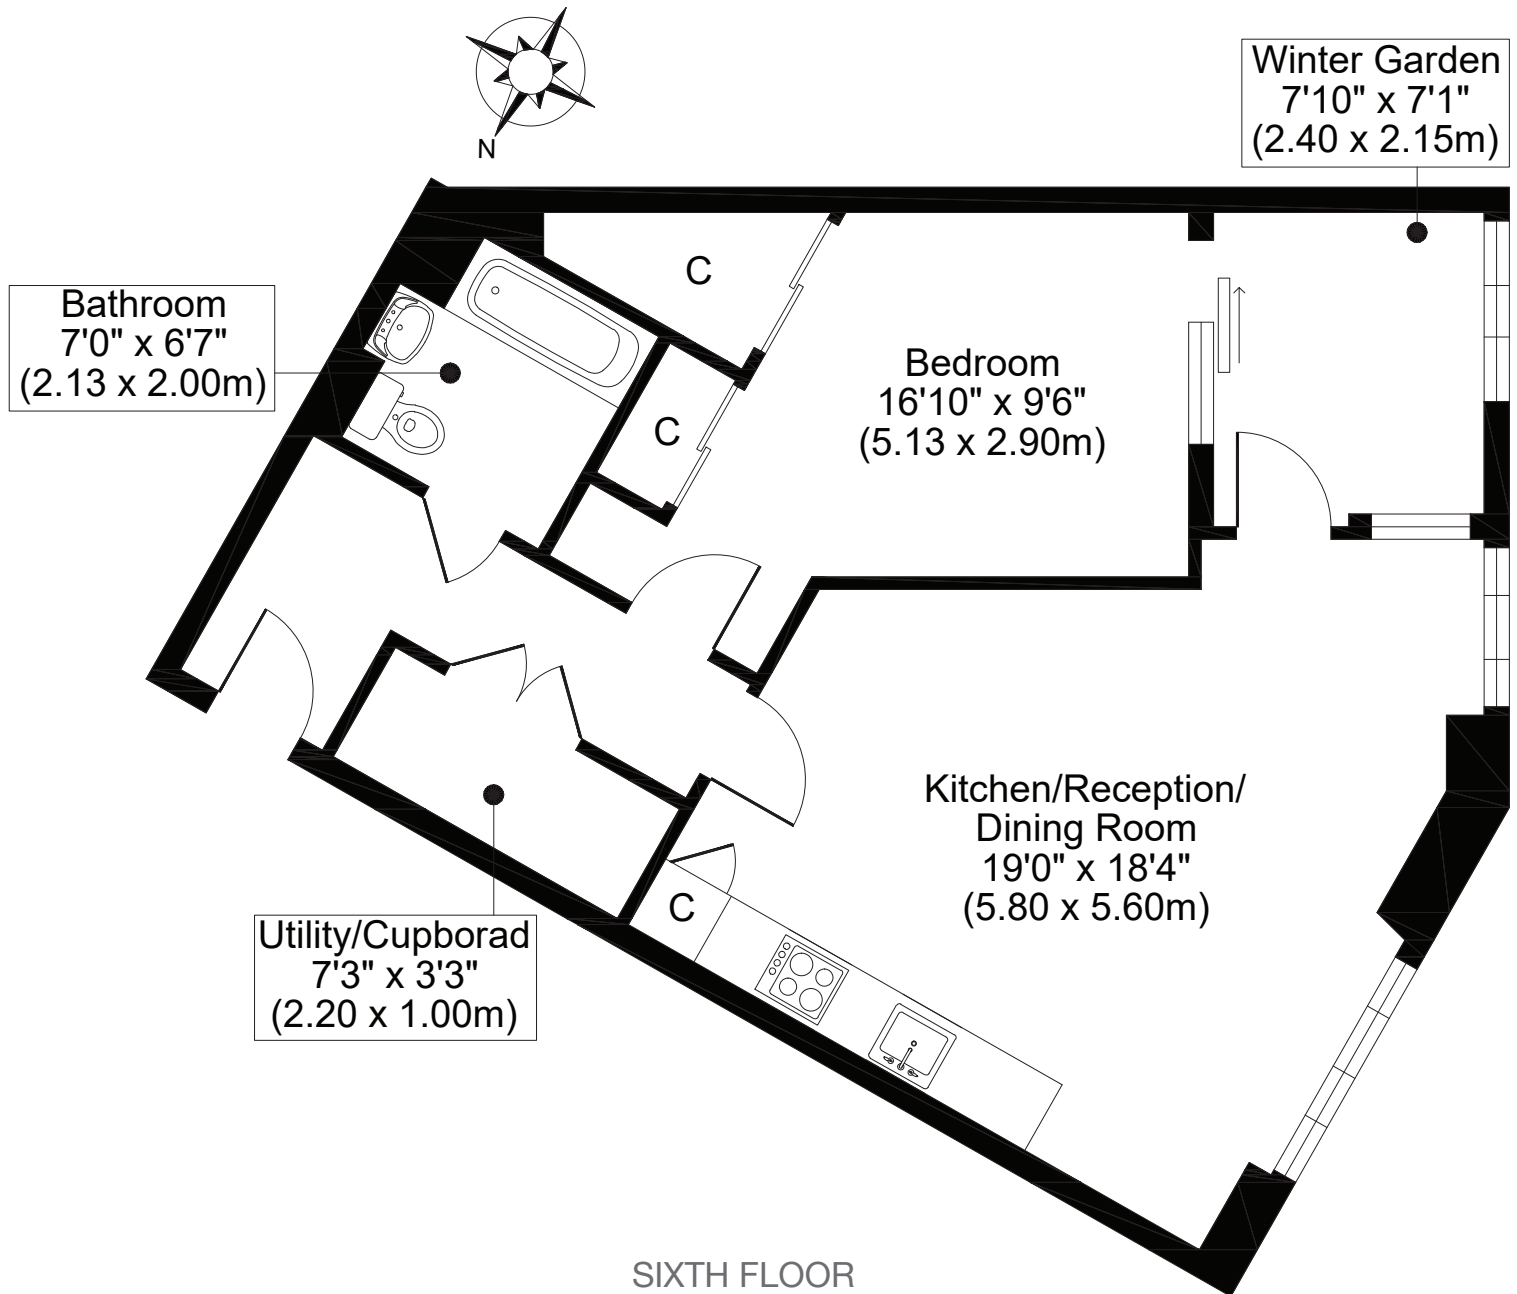 N
Winter Garden
7'10" x 7'1"
(2.40 x 2.15m)
C
Bathroom
7'0" x 6'7"
(2.13 x 2.00m)
Bedroom
16'10" x 9'6"
(5.13 x 2.90m)
C
Kitchen/Reception/
Dining Room
19'0" x 18'4"
(5.80 x 5.60m)
C
Utility/Cupborad
7'3" x 3'3"
(2.20 x 1.00m)
SIXTH FLOOR